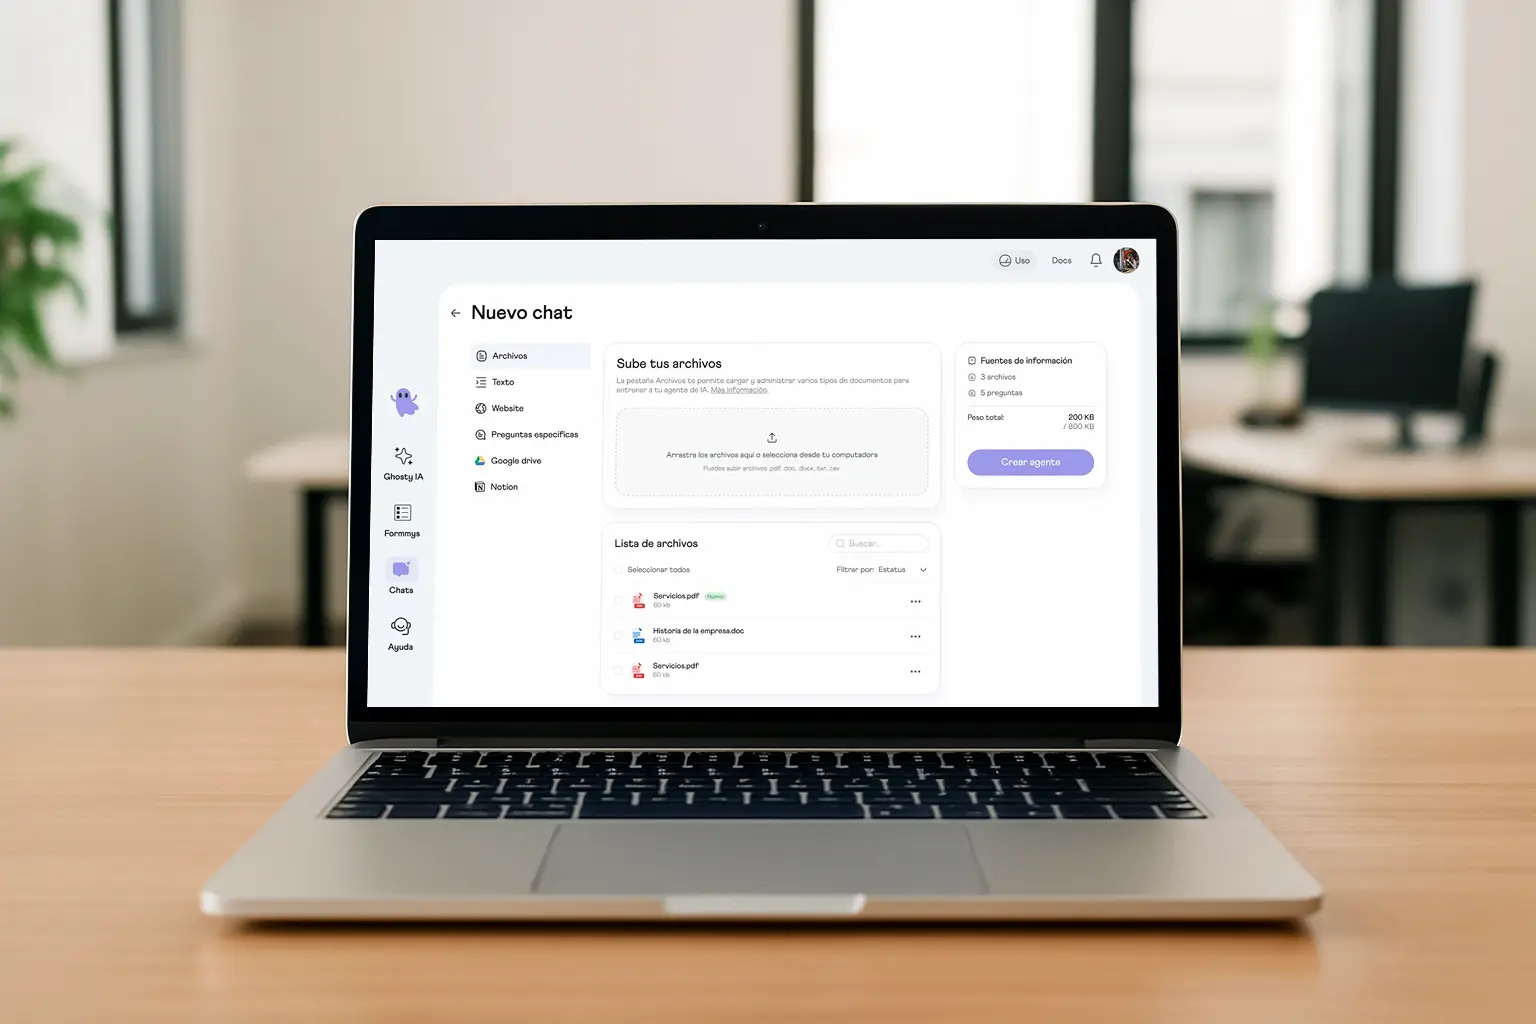 Uso
Docs
Nuevo chat
Archivos
Texto
Website
Preguntas especificas
Google drive
Notion
Ghosty IA
Formmys
Chats
Ayuda
Sube tus archivos
La pestaña Archivos te permite cargar y administrar varios tipos de documentos para
entrenar a tu agente de IA. Más información.
Arrastra los archivos aqui o selecciona desde tu computadora
Puedes subir archivos .pdf, .doc, .docx, .txr, .csv
Lista de archivos
Buscar...
Seleccionar todos
Filtrar por: Estatus
Servicios.pdf Nuevo
60 kb
Historia de la empresa.doc
60 kb
Servicios.pdf
60 kb
Fuentes de información
3 archivos
5 preguntas
Peso total: 200 KB
/ 800 KB
Crear agente